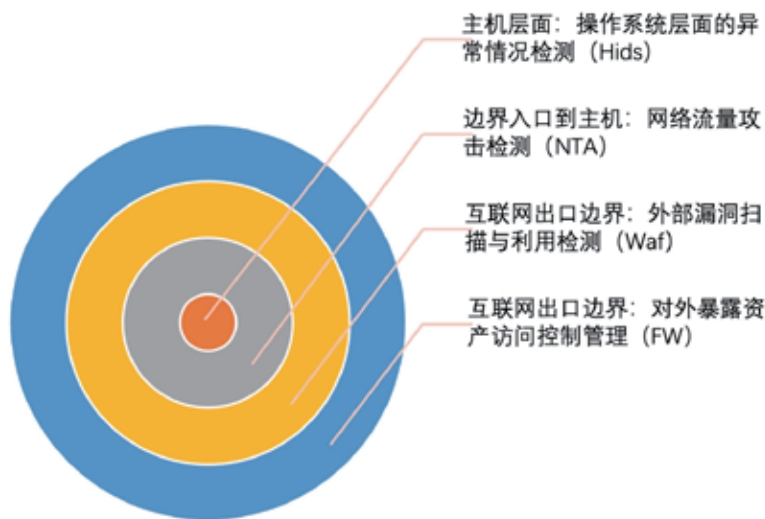 主机层面：操作系统层面的异
常情况检测（Hids）
边界入口到主机：网络流量攻
击检测（NTA）
互联网出口边界：外部漏洞扫
描与利用检测（Waf）
互联网出口边界：对外暴露资
产访问控制管理（FW）